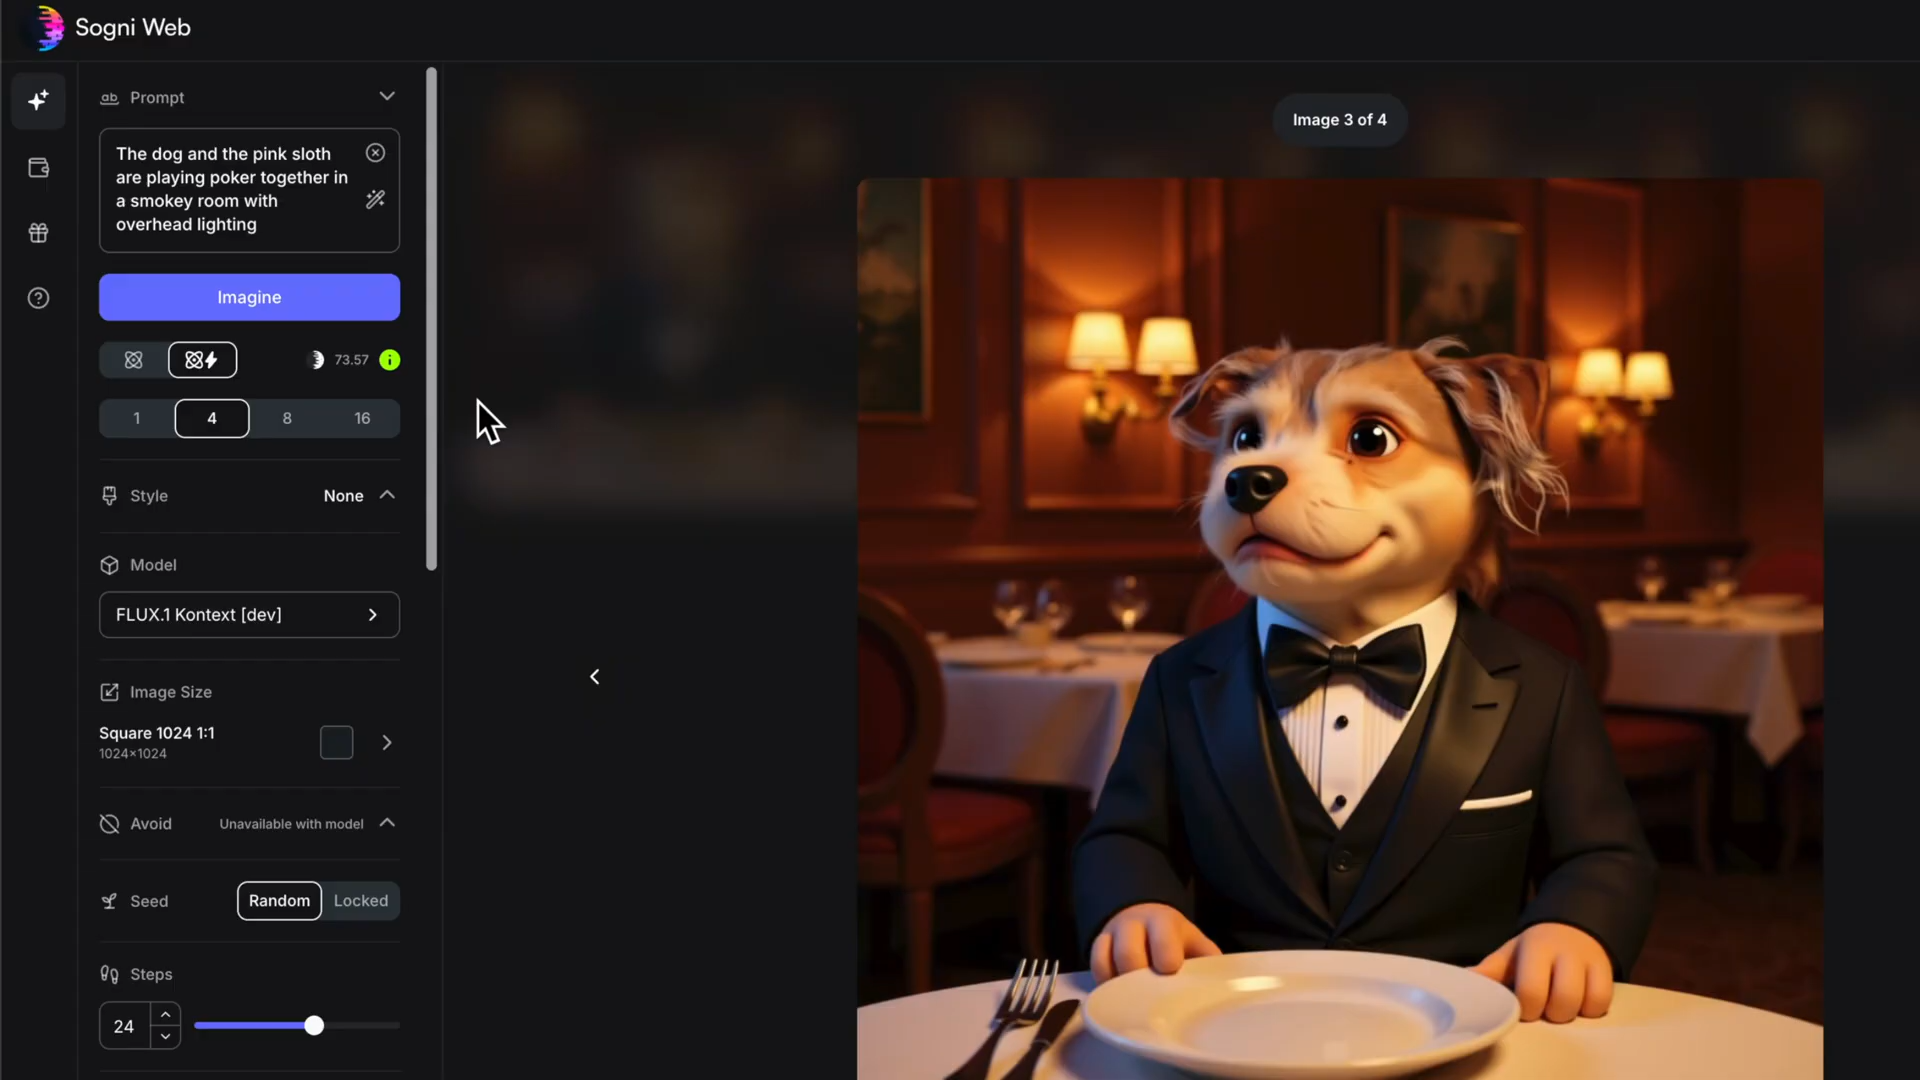 Sogni Web
Prompt
The dog and the pink sloth
are playing poker together in
a smokey room with
overhead lighting
Imagine
73.57
1 4 8 16
Style None
Model
FLUX.1 Kontext [dev]
Image Size
Square 1024 1:1
1024×1024
Avoid Unavailable with model
Seed Random Locked
Steps
24
Image 3 of 4